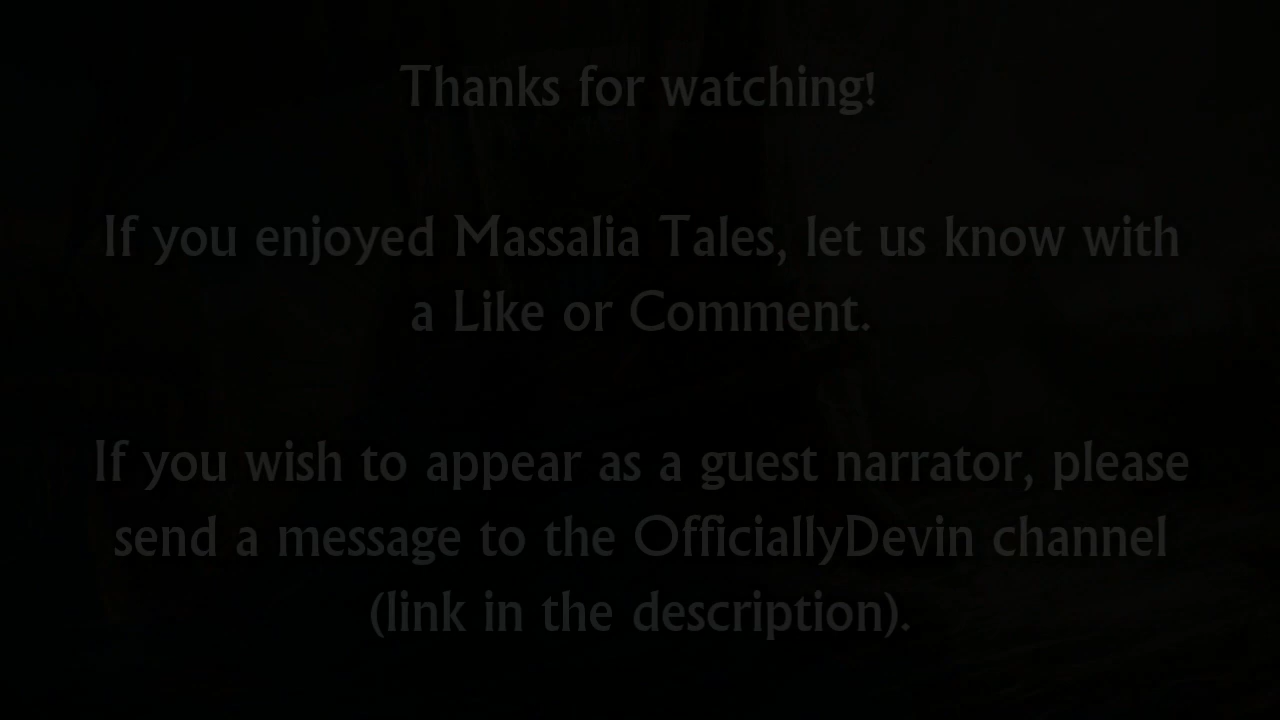 Thanks for watching!
If you enjoyed Massalia Tales, let us know with
a Like or Comment.
If you wish to appear as a guest narrator, please
send a message to the OfficiallyDevin channel
(link in the description).